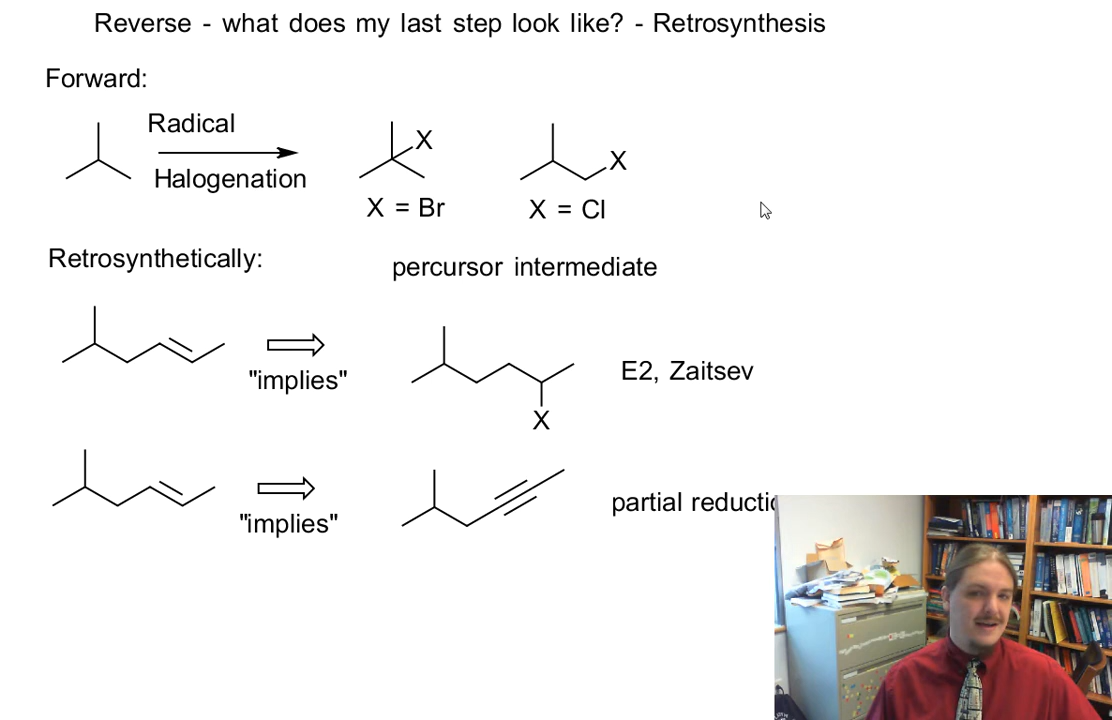 Reverse - what does my last step look like? - Retrosynthesis
Forward:
Radical
Halogenation
X
X
X = Br
X = Cl
Retrosynthetically:
percursor intermediate
"implies"
X
E2, Zaitsev
"implies"
partial